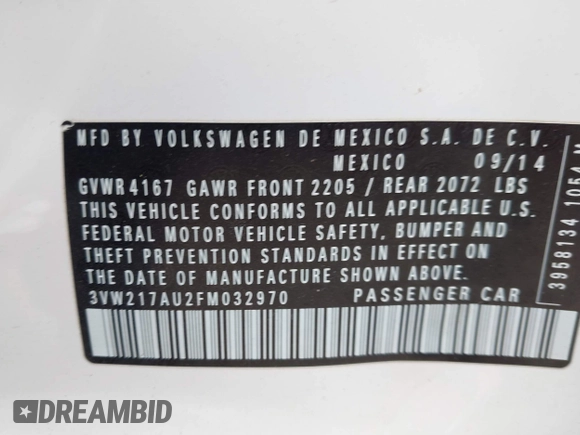 MFD BY VOLKSWAGEN DE MEXICO S.A. DE C.V.
MEXICO 09/14
GVWR 4167 GAWR FRONT 2205 / REAR 2072 LBS
THIS VEHICLE CONFORMS TO ALL APPLICABLE U.S.
FEDERAL MOTOR VEHICLE SAFETY, BUMPER AND
THEFT PREVENTION STANDARDS IN EFFECT ON
THE DATE OF MANUFACTURE SHOWN ABOVE.
3VW217AU2FM032970 PASSENGER CAR
3958134 1054
DREAMBID